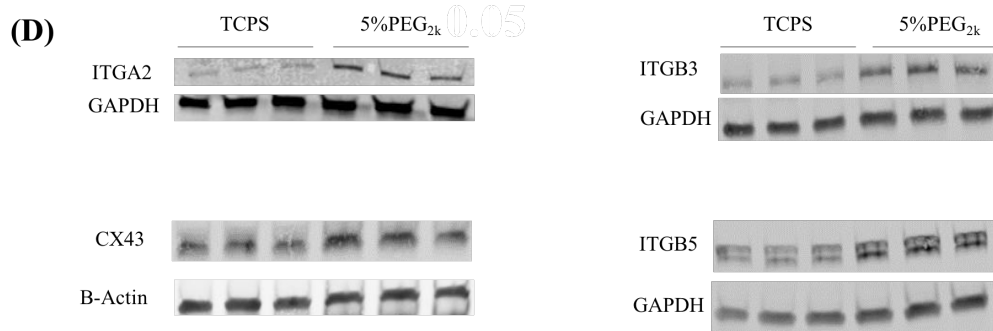 (D)
TCPS 5%PEG2k 0.05
ITGA2
GAPDH
CX43
B-Actin
TCPS 5%PEG2k
ITGB3
GAPDH
ITGB5
GAPDH